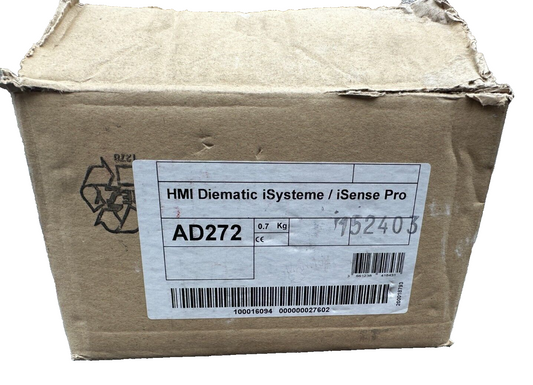 HMI Diematic iSysteme / iSense Pro
AD272
0.7 Kg
CE
152403
100016094 000000027602